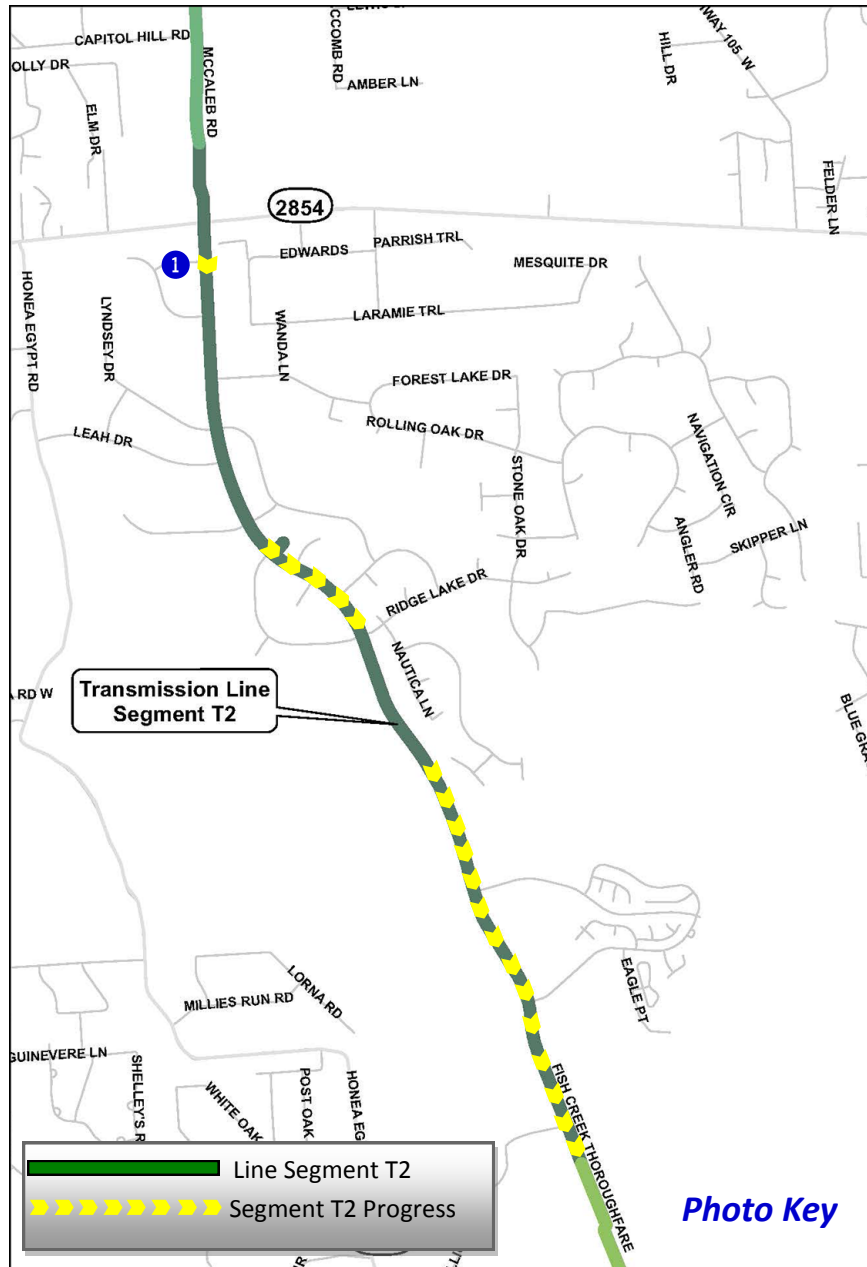 CAPITOL HILL RD
OLLY DR
ELM DR
MCCALEB RD
CCOMB RD
AMBER LN
HILL DR
HWAY 105 W
FELDER LN
2854
EDWARDS
PARRISH TRL
MESQUITE DR
1
HONEA EGYPT RD
LYNDSEY DR
WANDA LN
LARAMIE TRL
FOREST LAKE DR
ROLLING OAK DR
LEAH DR
STONE OAK DR
NAVIGATION CIR
ANGLER RD
SKIPPER LN
RIDGE LAKE DR
NAUTICA LN
A RD W
Transmission Line
Segment T2
BLUE GRA
EAGLE PT
LORNA RD
MILLIES RUN RD
GUINEVERE LN
SHELLEY'S R
WHITE OAK
POST OAK
HONEA EG
FISH CREEK THOROUGHFARE
Line Segment T2
Segment T2 Progress
Photo Key